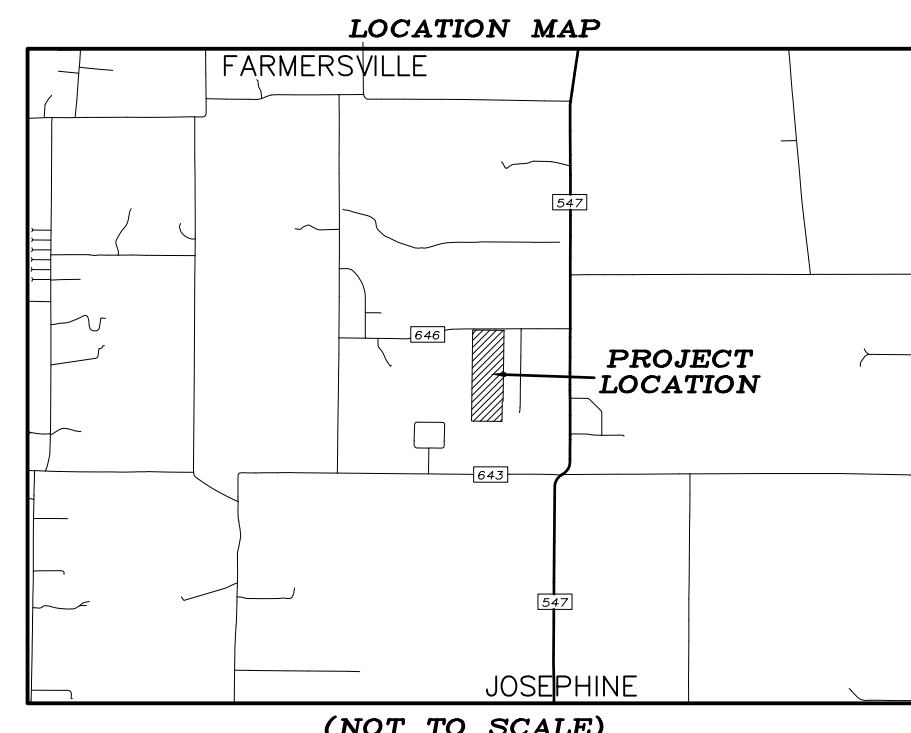 LOCATION MAP
FARMERSVILLE
547
646
PROJECT
LOCATION
643
547
JOSEPHINE
(NOT TO SCALE)